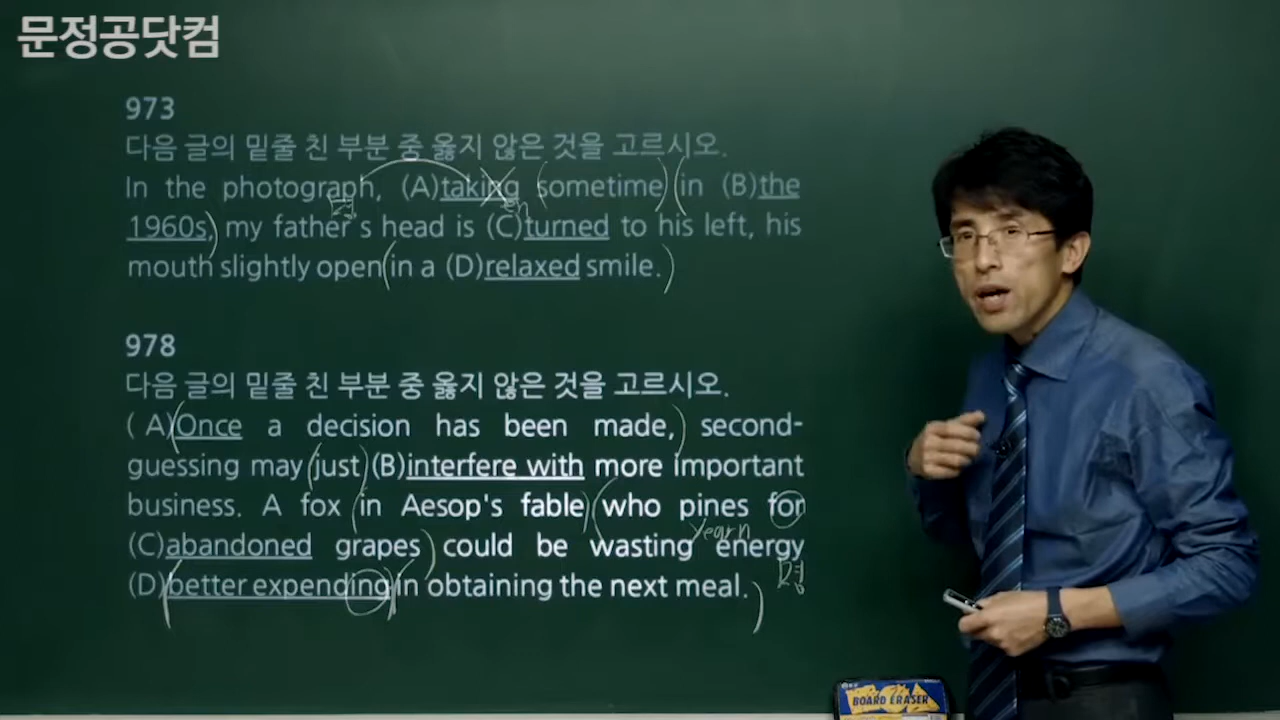 문정공닷컴
973
다음 글의 밑줄 친 부분 중 옳지 않은 것을 고르시오.
In the photograph, (A)taking sometime in (B)the
en
1960s, my father's head is (C)turned to his left, his
mouth slightly open in a (D)relaxed smile.
978
다음 글의 밑줄 친 부분 중 옳지 않은 것을 고르시오.
( A)Once a decision has been made, second-
guessing may just (B)interfere with more important
business. A fox in Aesop's fable who pines for
yearn
(C)abandoned grapes could be wasting energy
(D)better expending in obtaining the next meal.
BOARD ERASER